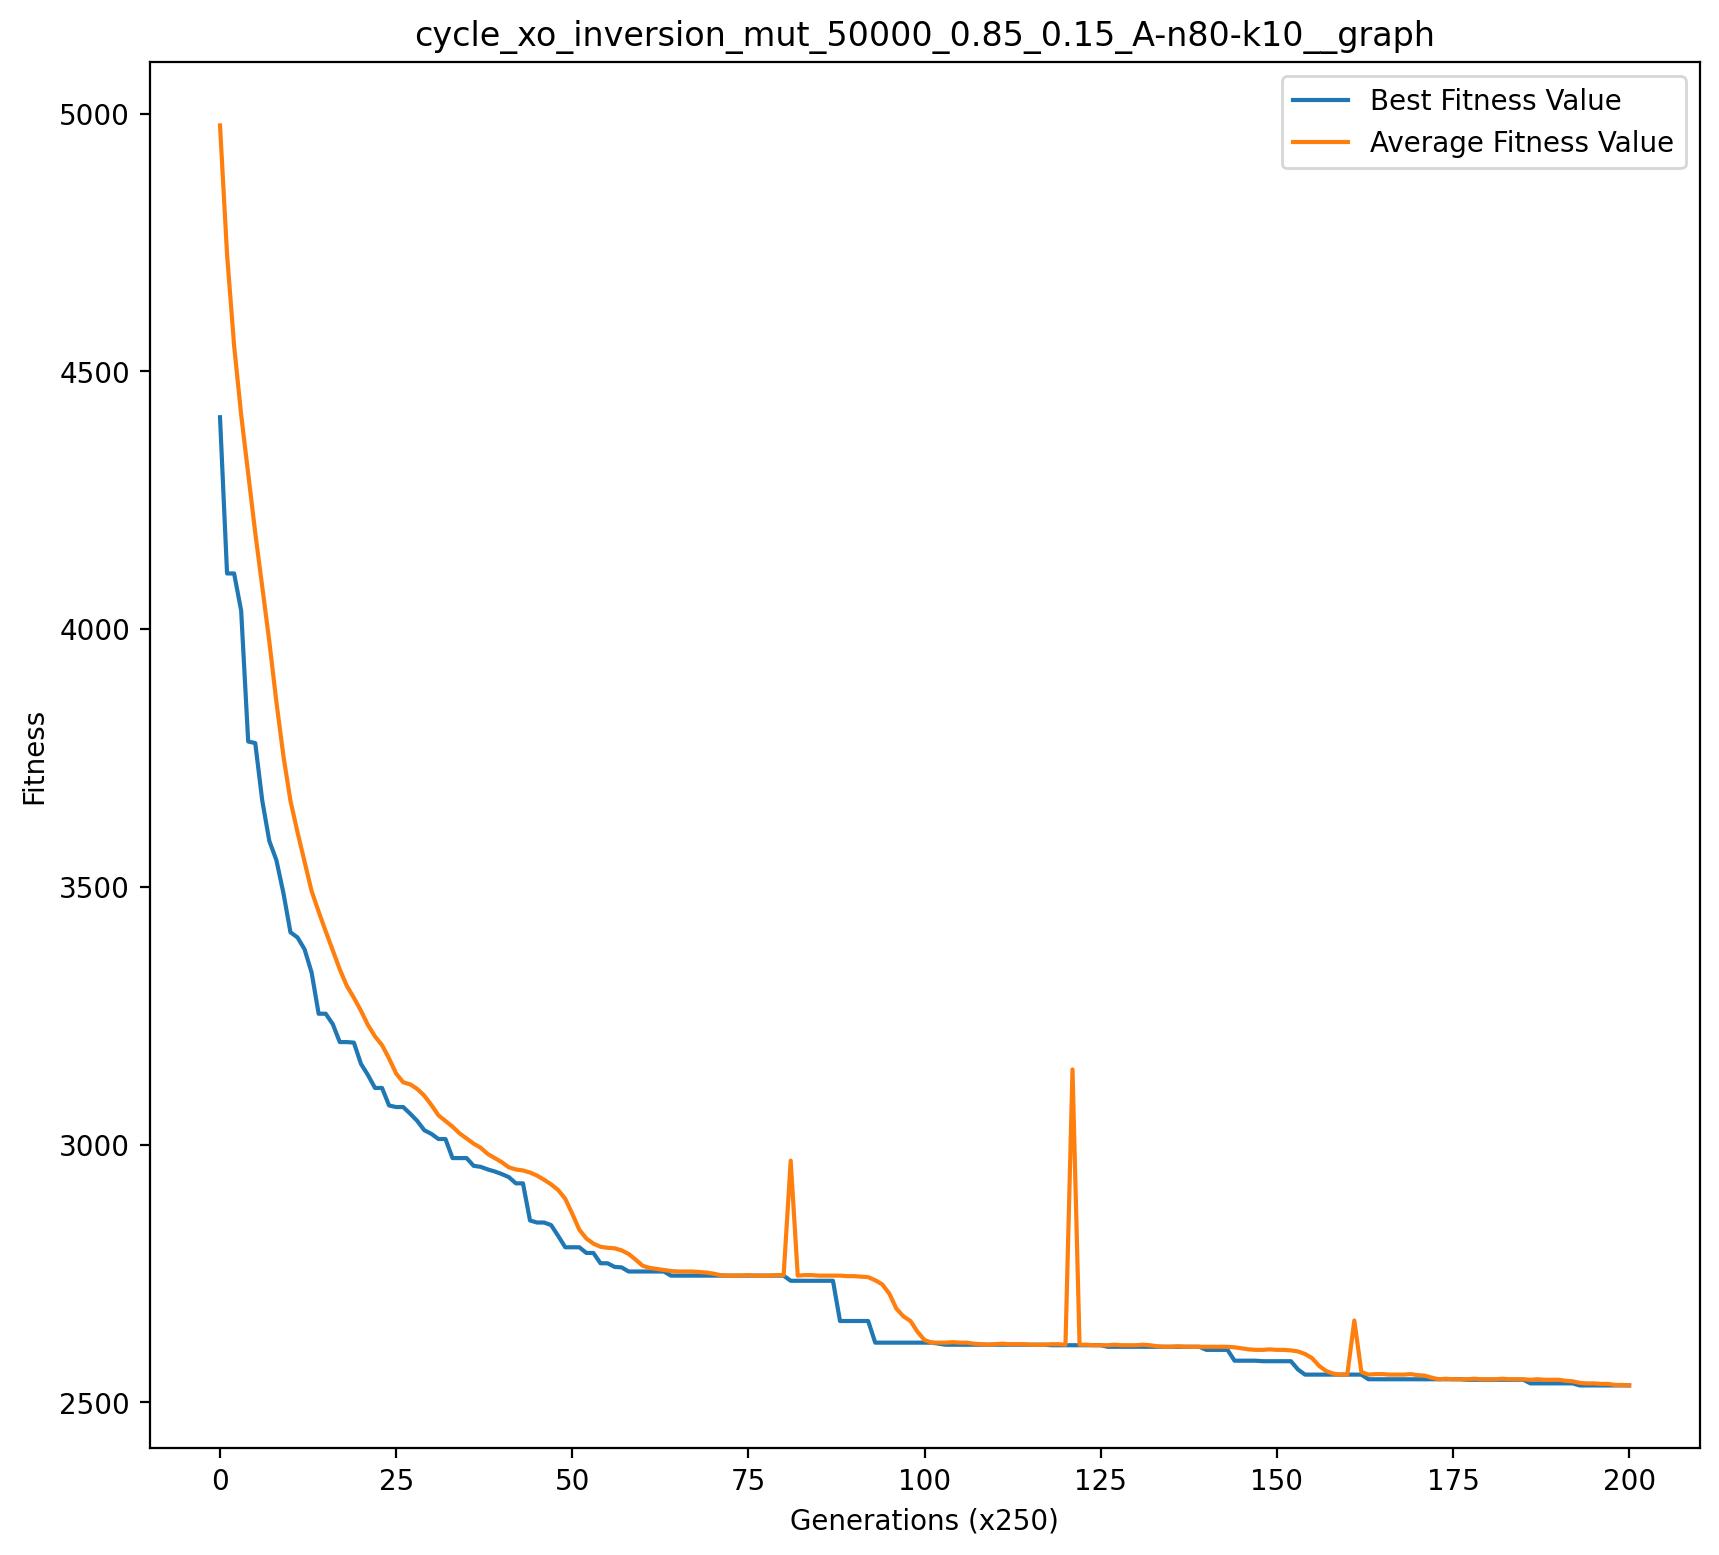 cycle_xo_inversion_mut_50000_0.85_0.15_A-n80-k10__graph
Best Fitness Value
Average Fitness Value
5000
4500
4000
3500
3000
2500
Fitness
0 25 50 75 100 125 150 175 200
Generations (x250)